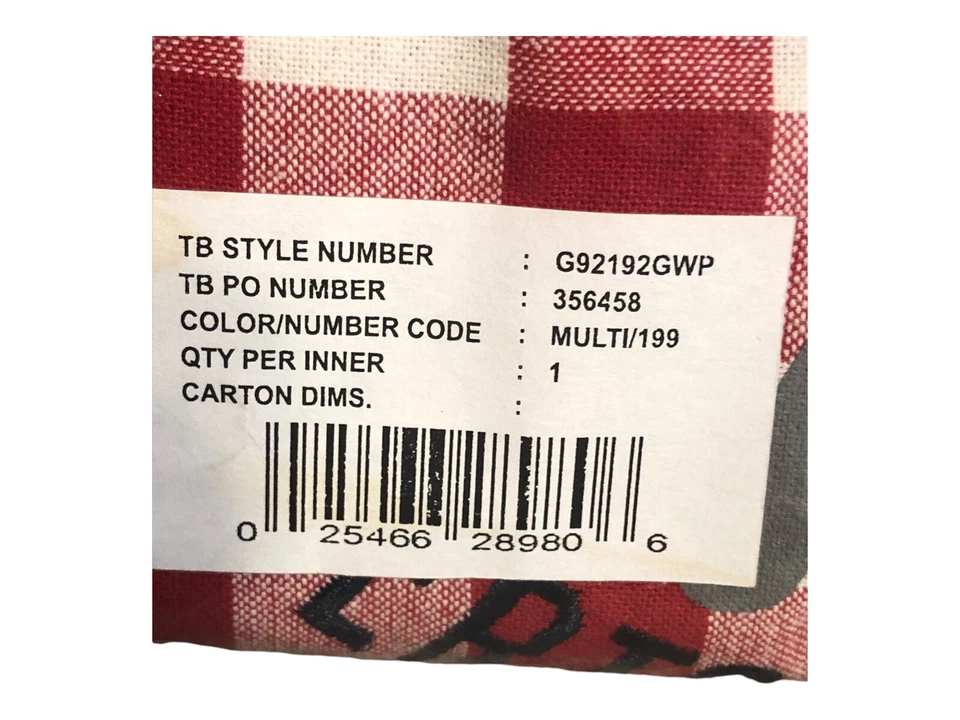 TB STYLE NUMBER : G92192GWP
TB PO NUMBER : 356458
COLOR/NUMBER CODE : MULTI/199
QTY PER INNER : 1
CARTON DIMS. :
0 25466 28980 6